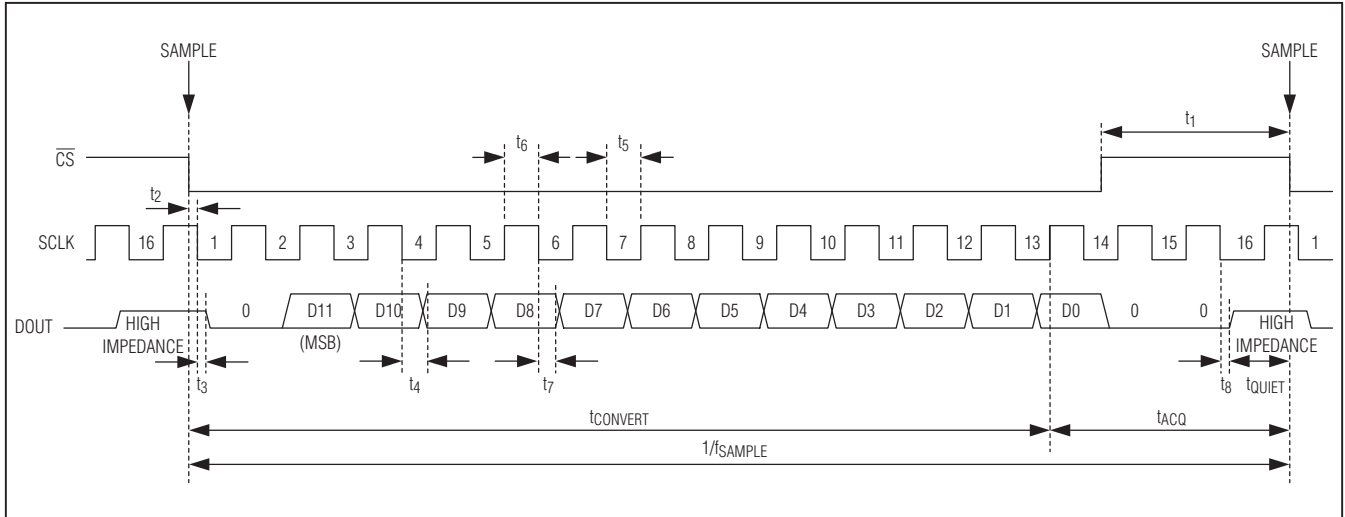 SAMPLE SAMPLE
t1
t6 t5
CS
t2
SCLK 16 1 2 3 4 5 6 7 8 9 10 11 12 13 14 15 16 1
DOUT HIGH IMPEDANCE 0 D11 D10 D9 D8 D7 D6 D5 D4 D3 D2 D1 D0 0 0 HIGH IMPEDANCE
(MSB)
t3 t4 t7 t8 tQUIET
tCONVERT tACQ
1/fSAMPLE